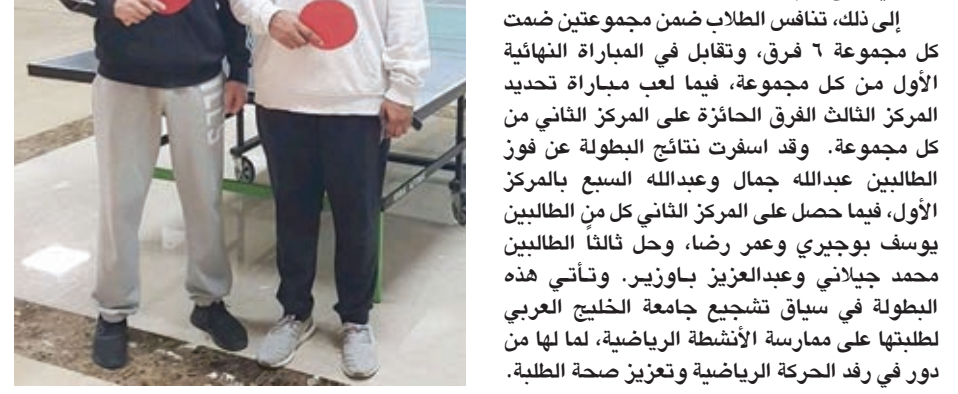 إلى ذلك، تنافس الطلاب ضمن مجموعتين ضمت
كل مجموعة ٦ فرق، وتقابل في المباراة النهائية
الأول من كل مجموعة، فيما لعب مباراة تحديد
المركز الثالث الفرق الحائزة على المركز الثاني من
كل مجموعة. وقد اسفرت نتائج البطولة عن فوز
الطالبين عبدالله جمال وعبدالله السبع بالمركز
الأول، فيما حصل على المركز الثاني كل من الطالبين
يوسف بوجيري وعمر رضا، وحل ثالثاً الطالبين
محمد جيلاني وعبدالعزيز باوزير. وتأتي هذه
البطولة في سياق تشجيع جامعة الخليج العربي
لطلبتها على ممارسة الأنشطة الرياضية، لما لها من
دور في رفد الحركة الرياضية وتعزيز صحة الطلبة.